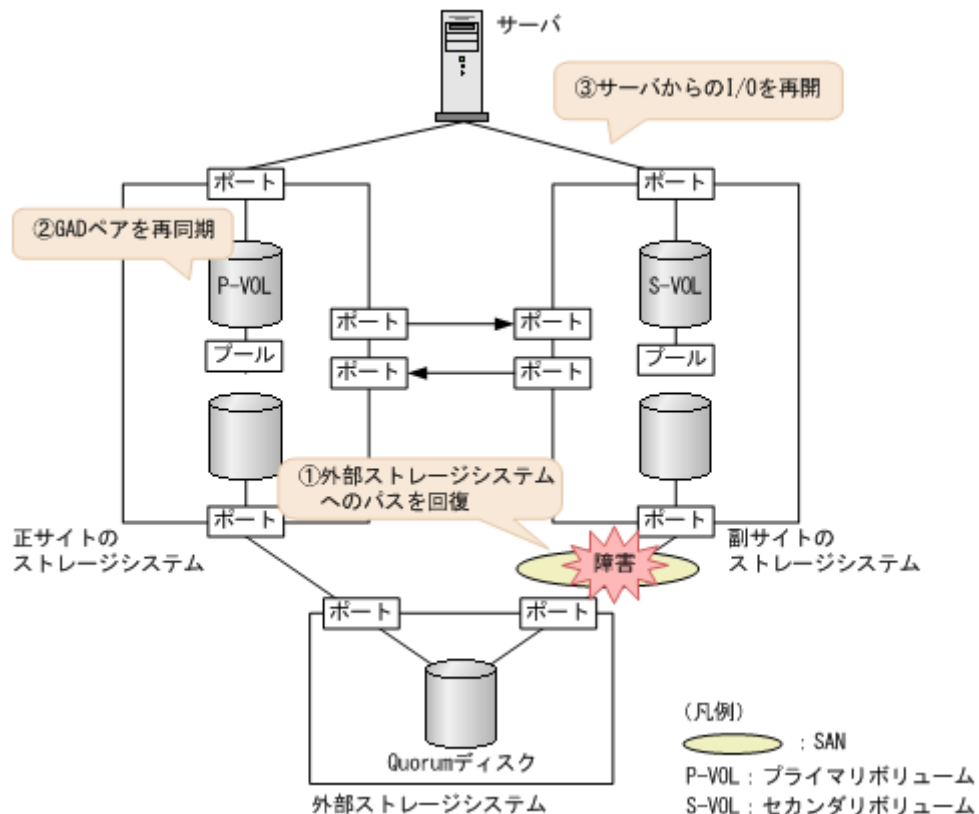 サーバ
③サーバからのI/Oを再開
ポート
ポート
②GADペアを再同期
P-VOL
S-VOL
ポート
ポート
プール
プール
ポート
ポート
①外部ストレージシステム
へのパスを回復
ポート
ポート
正サイトの
ストレージシステム
副サイトの
ストレージシステム
障害
ポート
ポート
Quorumディスク
外部ストレージシステム
(凡例)
：SAN
P-VOL：プライマリボリューム
S-VOL：セカンダリボリューム